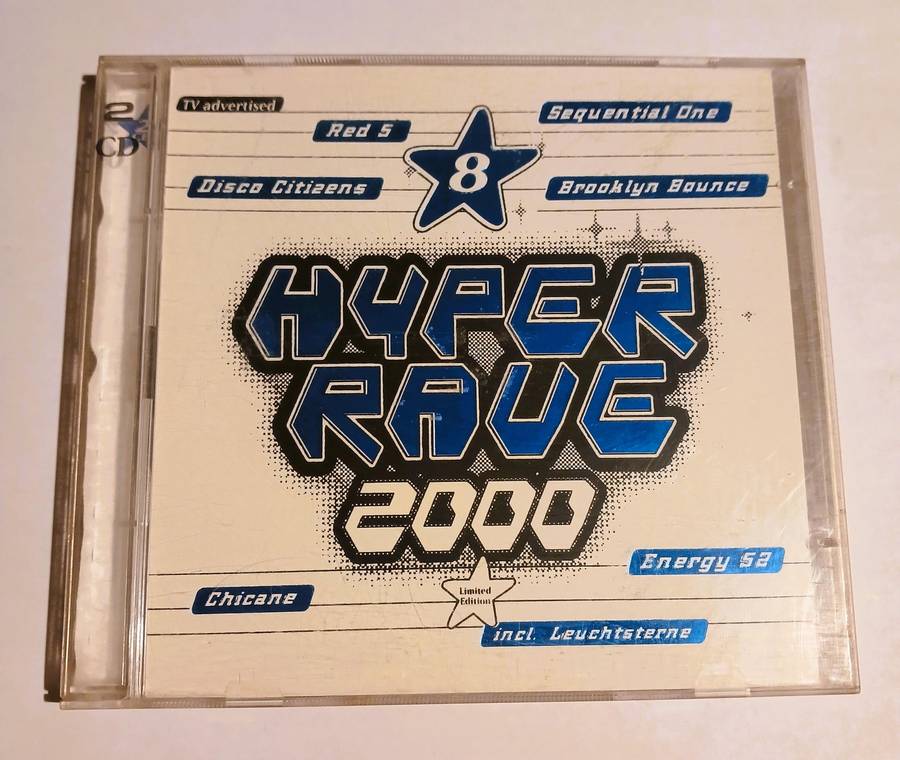 2
CD
TV advertised
Red 5
Sequential One
8
Disco Citizens
Brooklyn Bounce
HYPER
RAVE
2000
Energy 52
Chicane
Limited
Edition
incl. Leuchtsterne